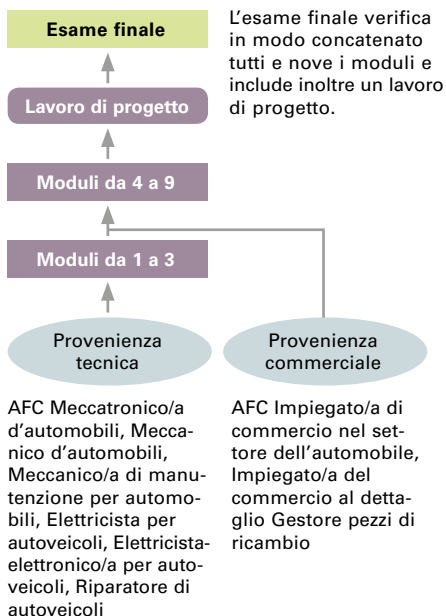 Esame finale
L'esame finale verifica
in modo concatenato
tutti e nove i moduli e
include inoltre un lavoro
di progetto.
Lavoro di progetto
Moduli da 4 a 9
Moduli da 1 a 3
Provenienza
tecnica
Provenienza
commerciale
AFC Meccatronico/a
d'automobili, Mecca-
nico d'automobili,
Meccanico/a di manu-
tenzione per automo-
bili, Elettricista per
autoveicoli, Elettricista-
elettronico/a per auto-
veicoli, Riparatore di
autoveicoli
AFC Impiegato/a di
commercio nel set-
tore dell'automobile,
Impiegato/a del
commercio al detta-
glio Gestore pezzi di
ricambio